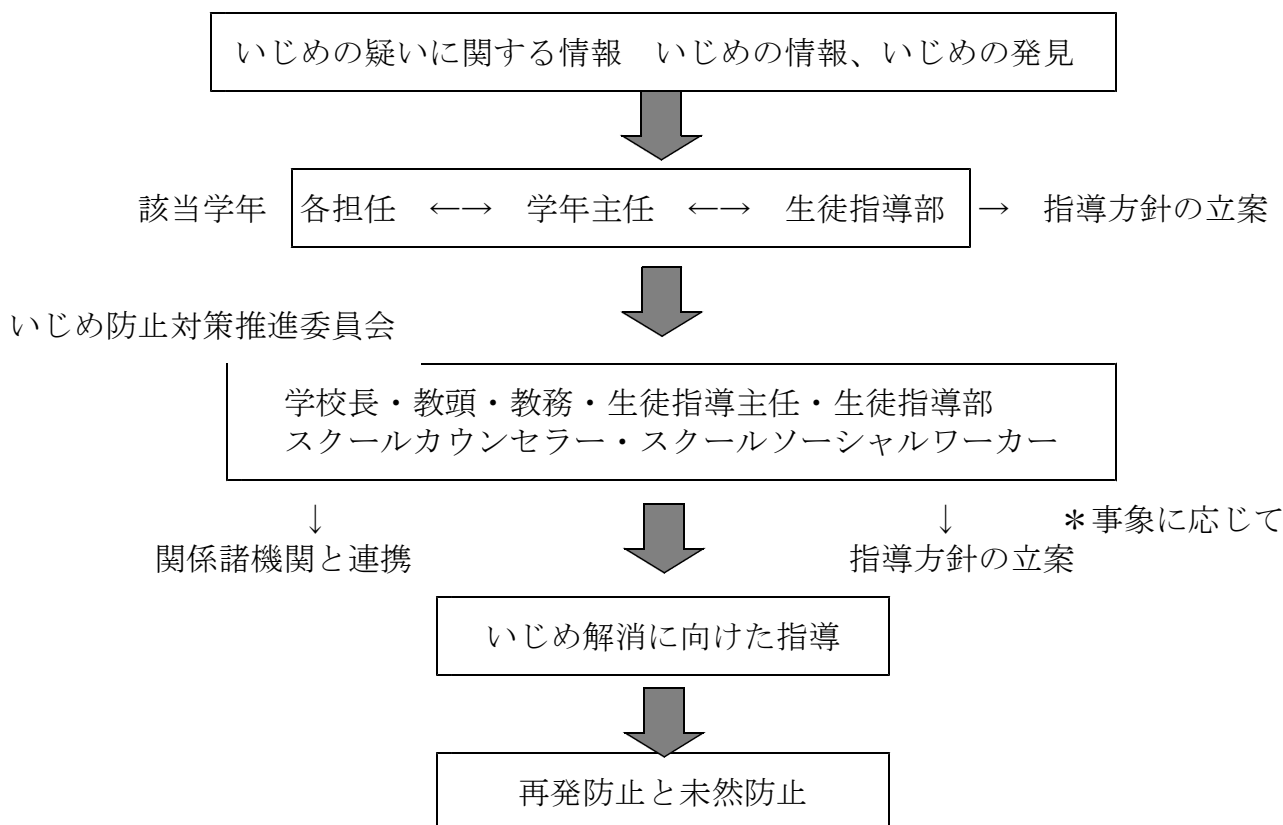 いじめの疑いに関する情報　いじめの情報、いじめの発見
該当学年　各担任　←→　学年主任　←→　生徒指導部　→　指導方針の立案
いじめ防止対策推進委員会
学校長・教頭・教務・生徒指導主任・生徒指導部
スクールカウンセラー・スクールソーシャルワーカー
↓　↓　＊事象に応じて
関係諸機関と連携　指導方針の立案
いじめ解消に向けた指導
再発防止と未然防止